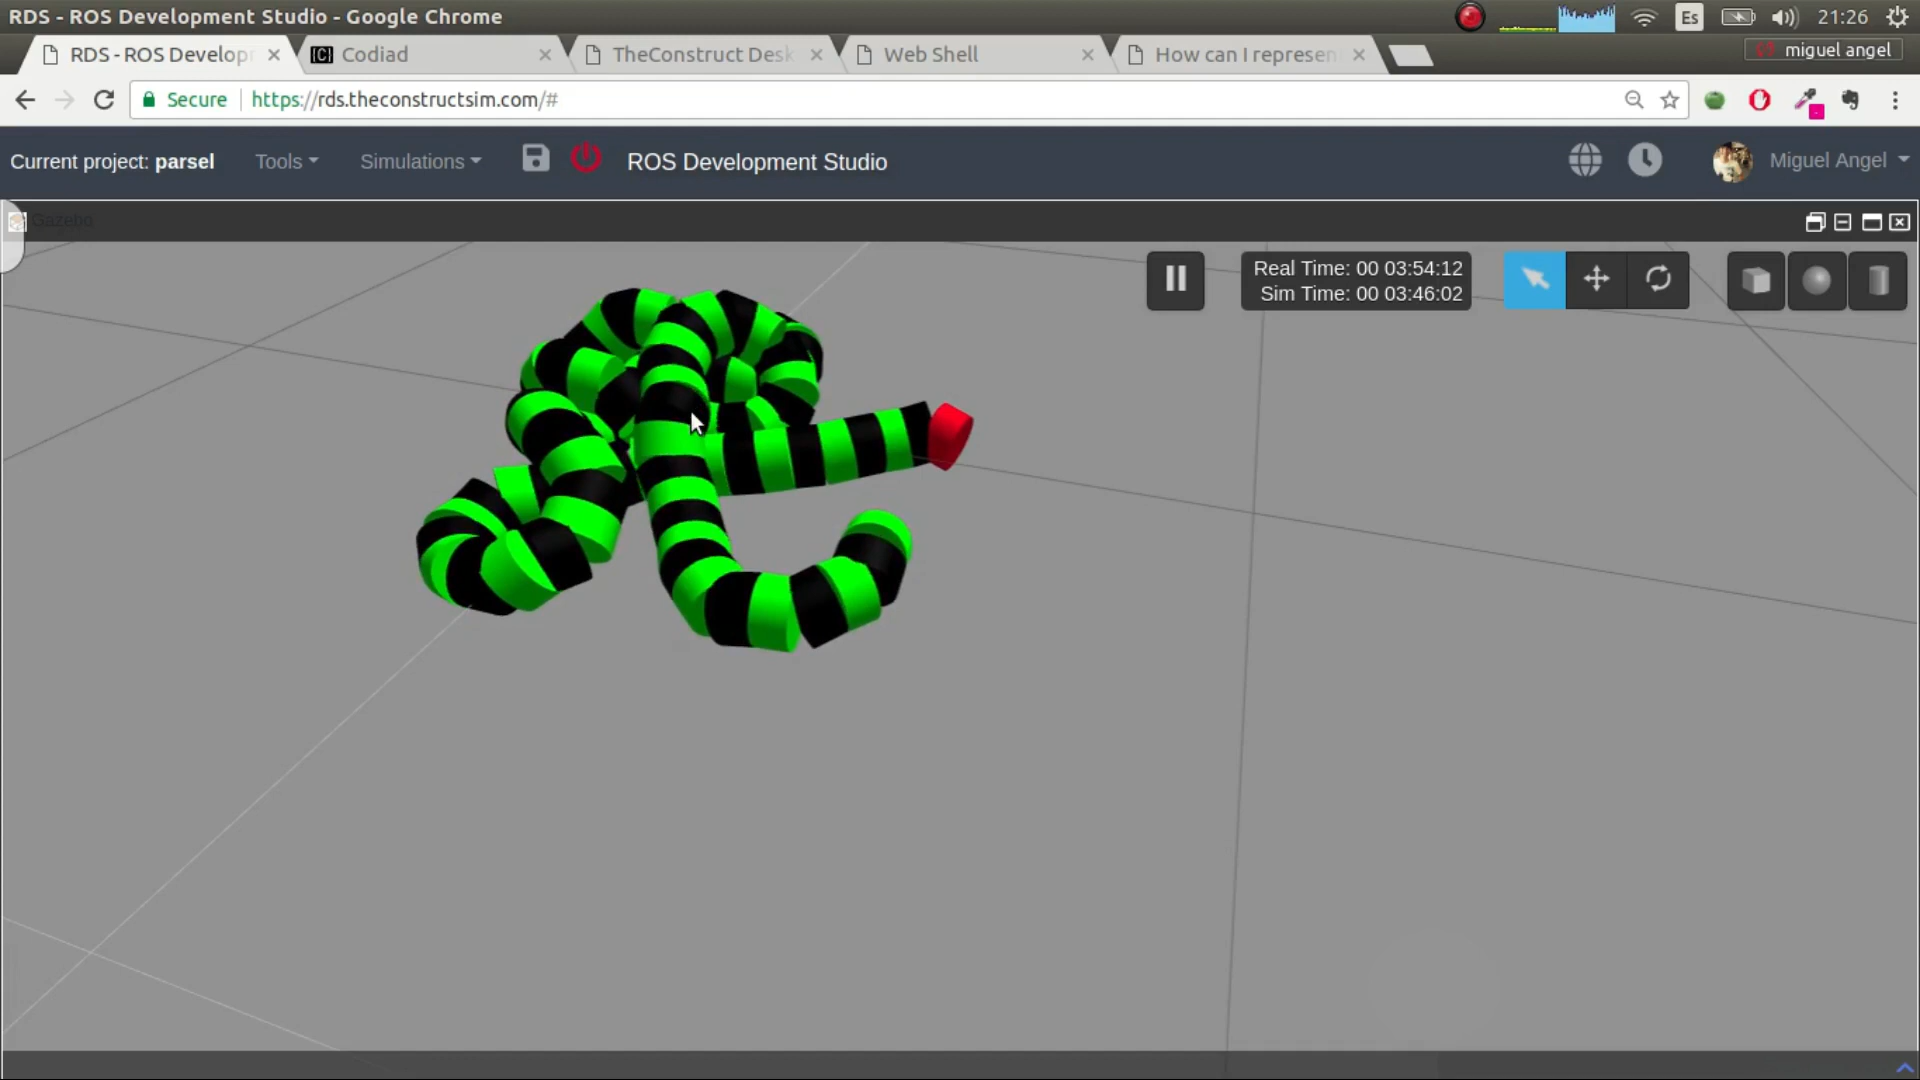 RDS - ROS Development Studio - Google Chrome
Es
21:26
RDS - ROS Develop
Codiad
TheConstruct Desk
Web Shell
How can I represen
miguel angel
Secure
https://rds.theconstructsim.com/#
Current project: parsel
Tools
Simulations
ROS Development Studio
Miguel Angel
Gazebo
Real Time: 00 03:54:12
Sim Time: 00 03:46:02